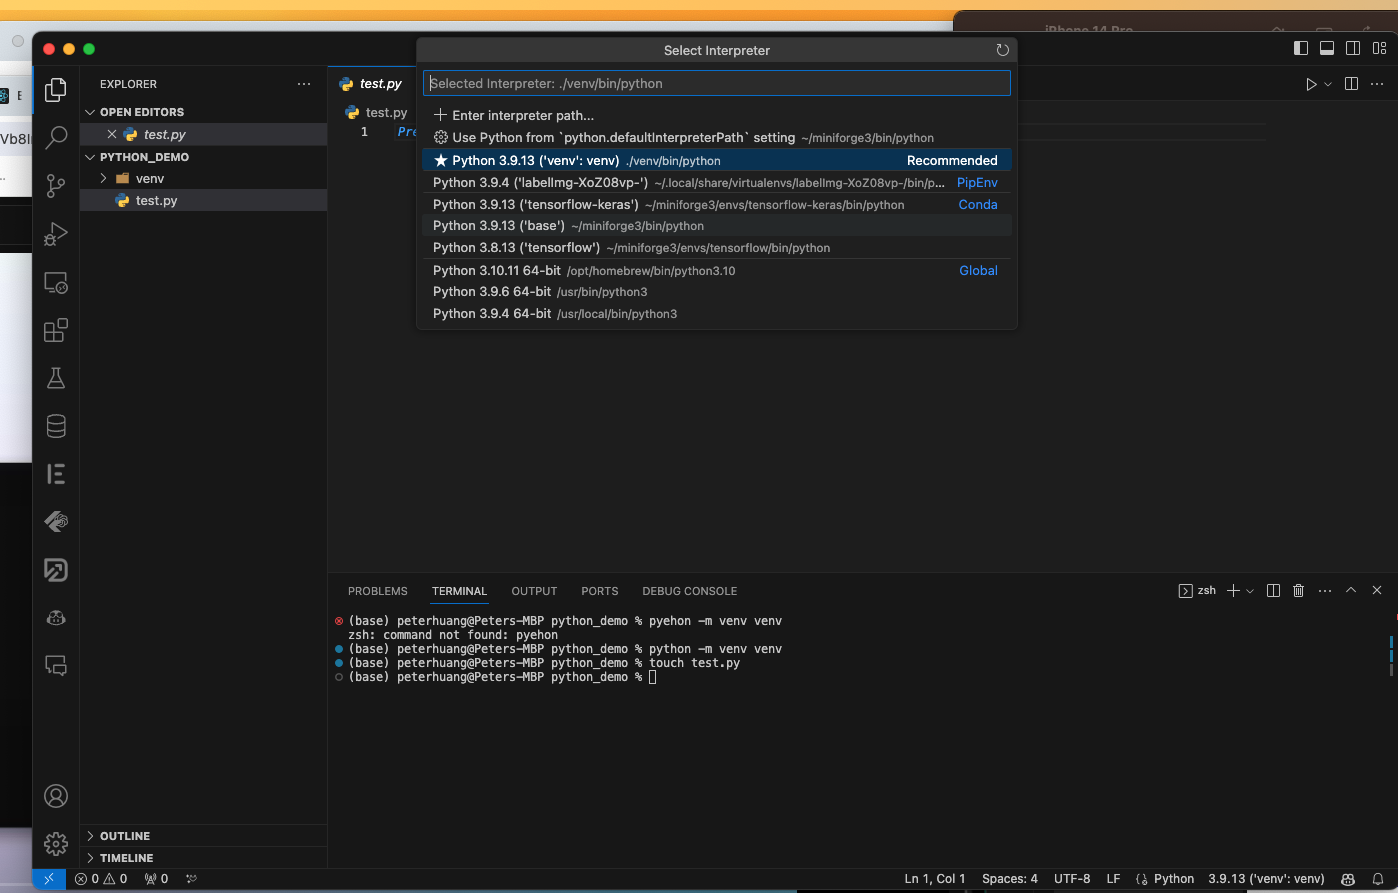 iPhone 14 Pro
Select Interpreter
E
EXPLORER
test.py
Selected Interpreter: ./venv/bin/python
OPEN EDITORS
test.py
test.py
Enter interpreter path...
Vb8I
1
Pre
Use Python from `python.defaultInterpreterPath` setting ~/miniforge3/bin/python
PYTHON_DEMO
Python 3.9.13 ('venv': venv) ./venv/bin/python Recommended
venv
Python 3.9.4 ('labelImg-XoZ08vp-') ~/.local/share/virtualenvs/labelImg-XoZ08vp-/bin/p... PipEnv
test.py
Python 3.9.13 ('tensorflow-keras') ~/miniforge3/envs/tensorflow-keras/bin/python Conda
Python 3.9.13 ('base') ~/miniforge3/bin/python
Python 3.8.13 ('tensorflow') ~/miniforge3/envs/tensorflow/bin/python
Python 3.10.11 64-bit /opt/homebrew/bin/python3.10 Global
Python 3.9.6 64-bit /usr/bin/python3
Python 3.9.4 64-bit /usr/local/bin/python3
PROBLEMS TERMINAL OUTPUT PORTS DEBUG CONSOLE zsh
(base) peterhuang@Peters-MBP python_demo % pyehon -m venv venv
zsh: command not found: pyehon
(base) peterhuang@Peters-MBP python_demo % python -m venv venv
(base) peterhuang@Peters-MBP python_demo % touch test.py
(base) peterhuang@Peters-MBP python_demo %
OUTLINE
TIMELINE
0 0 0 Ln 1, Col 1 Spaces: 4 UTF-8 LF Python 3.9.13 ('venv': venv)